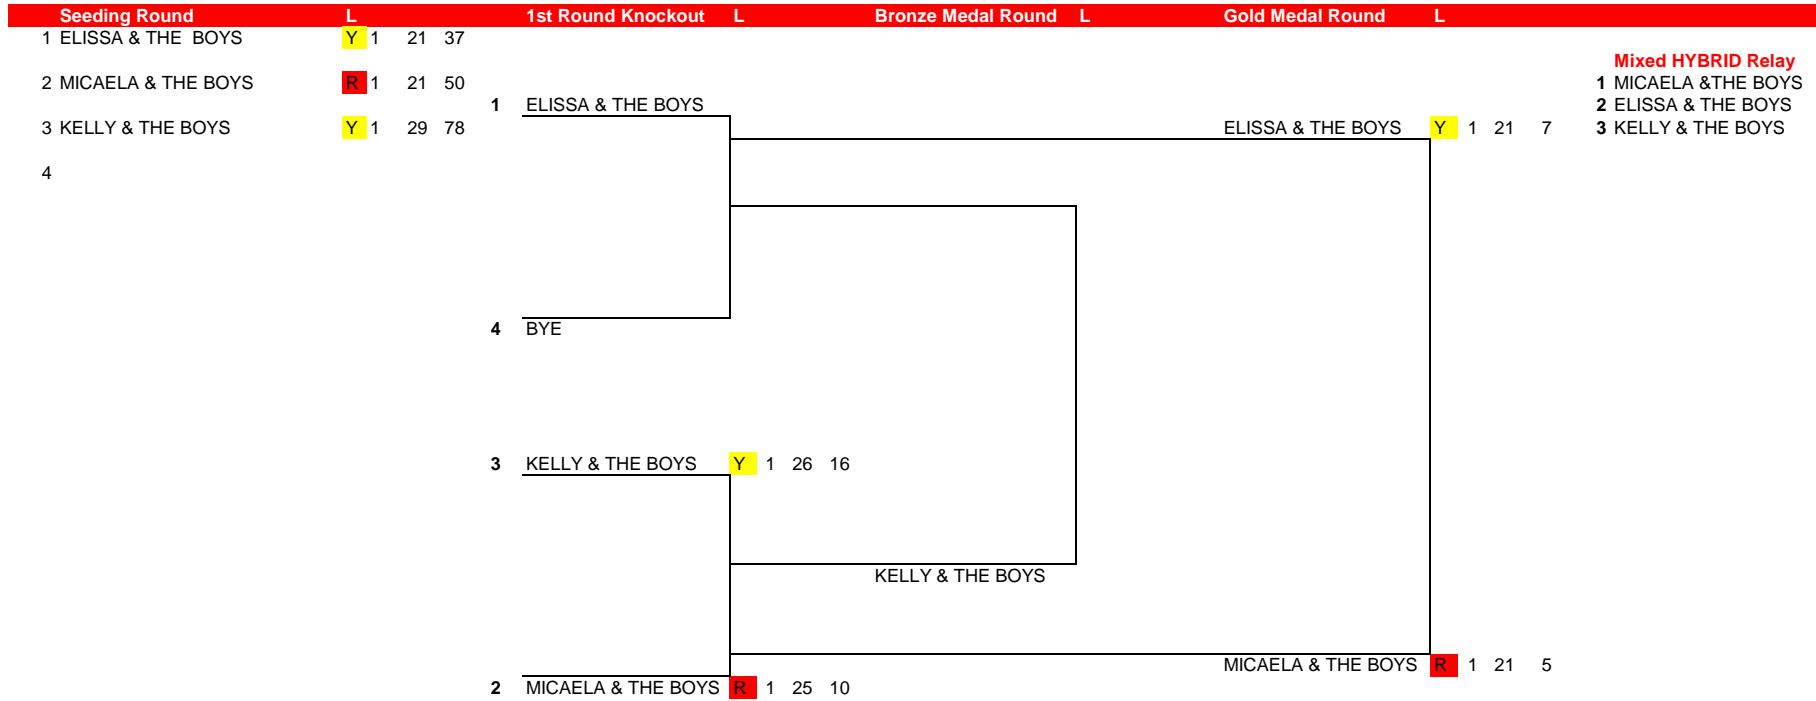 Seeding Round L 1st Round Knockout L Bronze Medal Round L Gold Medal Round L
1 ELISSA & THE  BOYS Y 1 21 37
Mixed HYBRID Relay
2 MICAELA & THE BOYS R 1 21 50 1 MICAELA &THE BOYS
1 ELISSA & THE BOYS 2 ELISSA & THE BOYS
3 KELLY & THE BOYS Y 1 29 78 ELISSA & THE BOYS Y 1 21 7 3 KELLY & THE BOYS
4
4 BYE
3 KELLY & THE BOYS Y 1 26 16
KELLY & THE BOYS
MICAELA & THE BOYS R 1 21 5
2 MICAELA & THE BOYS R 1 25 10